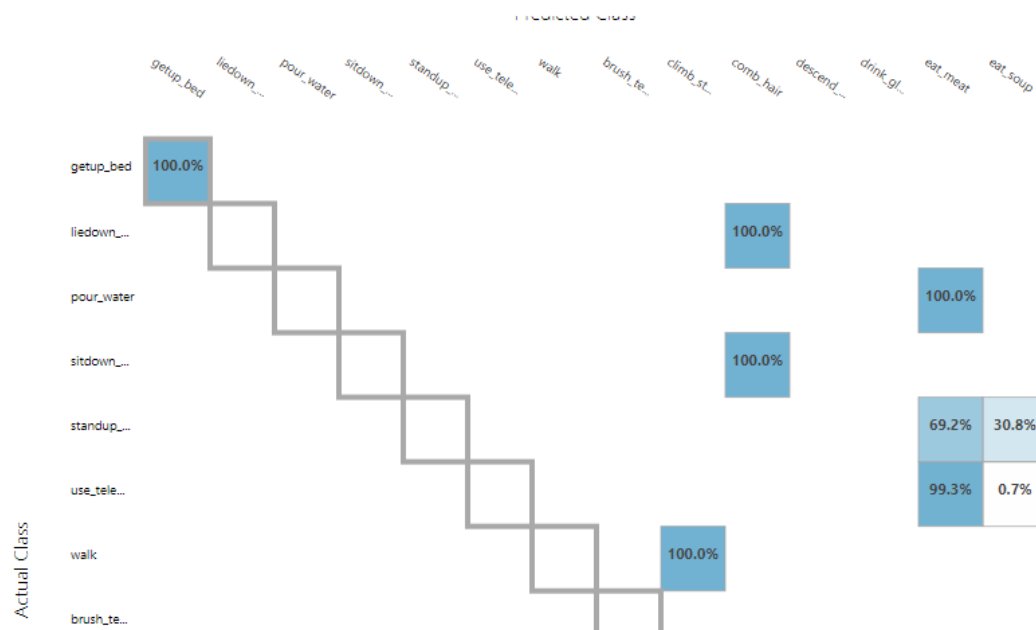 Predicted Class
getup_bed liedown_... pour_water sitdown_... standup_... use_tele... walk brush_te... climb_st... comb_hair descend_... drink_gl... eat_meat eat_soup
getup_bed 100.0%
liedown_... 100.0%
pour_water 100.0%
sitdown_... 100.0%
standup_... 69.2% 30.8%
use_tele... 99.3% 0.7%
walk 100.0%
brush_te...
Actual Class